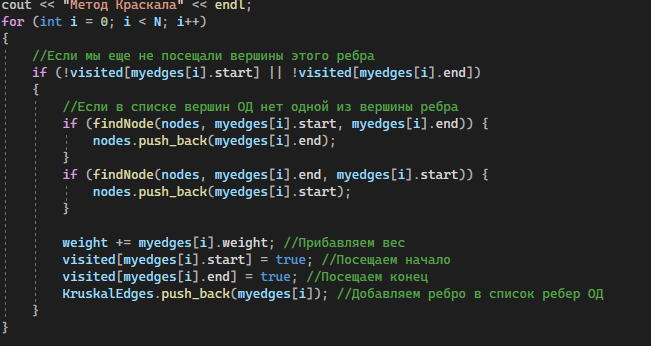 cout << "Метод Краскала" << endl;
for (int i = 0; i < N; i++)
{
    //Если мы еще не посещали вершины этого ребра
    if (!visited[myedges[i].start] || !visited[myedges[i].end])
    {
        //Если в списке вершин ОД нет одной из вершины ребра
        if (findNode(nodes, myedges[i].start, myedges[i].end)) {
            nodes.push_back(myedges[i].end);
        }
        if (findNode(nodes, myedges[i].end, myedges[i].start)) {
            nodes.push_back(myedges[i].start);
        }
        weight += myedges[i].weight; //Прибавляем вес
        visited[myedges[i].start] = true; //Посещаем начало
        visited[myedges[i].end] = true; //Посещаем конец
        KruskalEdges.push_back(myedges[i]); //Добавляем ребро в список ребер ОД
    }
}